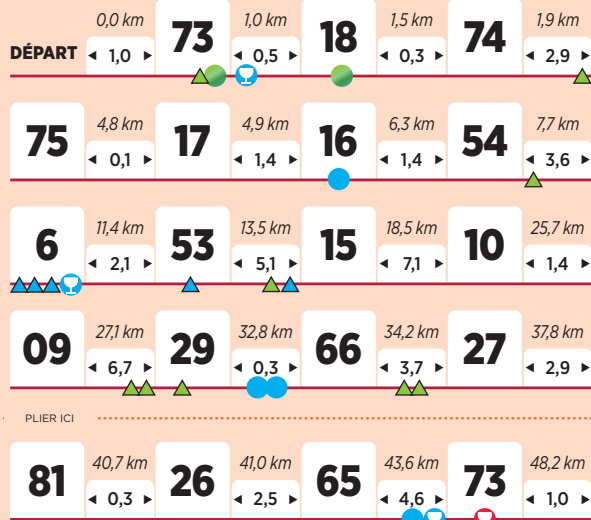 DÉPART 0,0 km ◄ 1,0 ► 73 1,0 km ◄ 0,5 ► 18 1,5 km ◄ 0,3 ► 74 1,9 km ◄ 2,9 ►
75 4,8 km ◄ 0,1 ► 17 4,9 km ◄ 1,4 ► 16 6,3 km ◄ 1,4 ► 54 7,7 km ◄ 3,6 ►
6 11,4 km ◄ 2,1 ► 53 13,5 km ◄ 5,1 ► 15 18,5 km ◄ 7,1 ► 10 25,7 km ◄ 1,4 ►
09 27,1 km ◄ 6,7 ► 29 32,8 km ◄ 0,3 ► 66 34,2 km ◄ 3,7 ► 27 37,8 km ◄ 2,9 ►
PLIER ICI
81 40,7 km ◄ 0,3 ► 26 41,0 km ◄ 2,5 ► 65 43,6 km ◄ 4,6 ► 73 48,2 km ◄ 1,0 ►